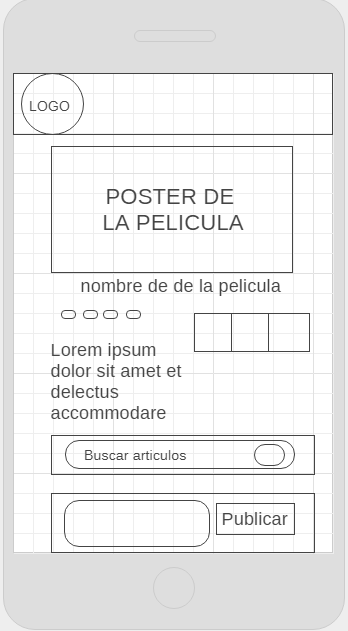 LOGO
POSTER DE
LA PELICULA
nombre de de la pelicula
Lorem ipsum
dolor sit amet et
delectus
accommodare
Buscar articulos
Publicar